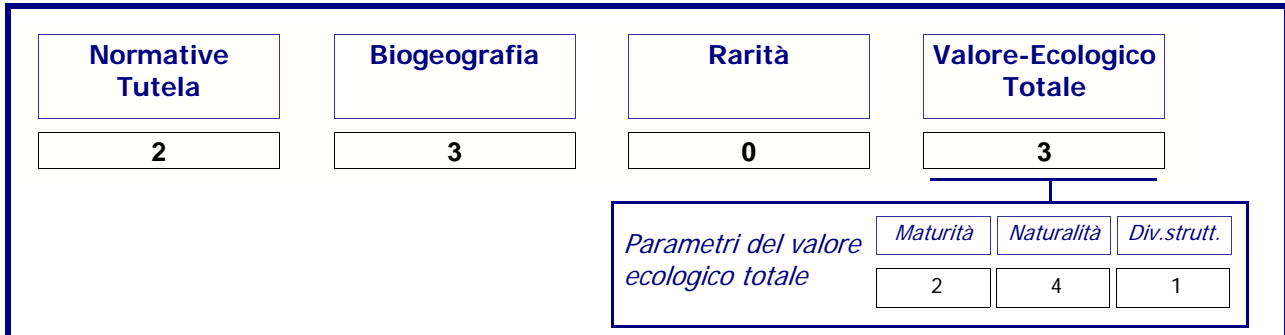 Normative
Tutela
Biogeografia
Rarità
Valore-Ecologico
Totale
2
3
0
3
Parametri del valore
ecologico totale
Maturità
Naturalità
Div.strutt.
2
4
1